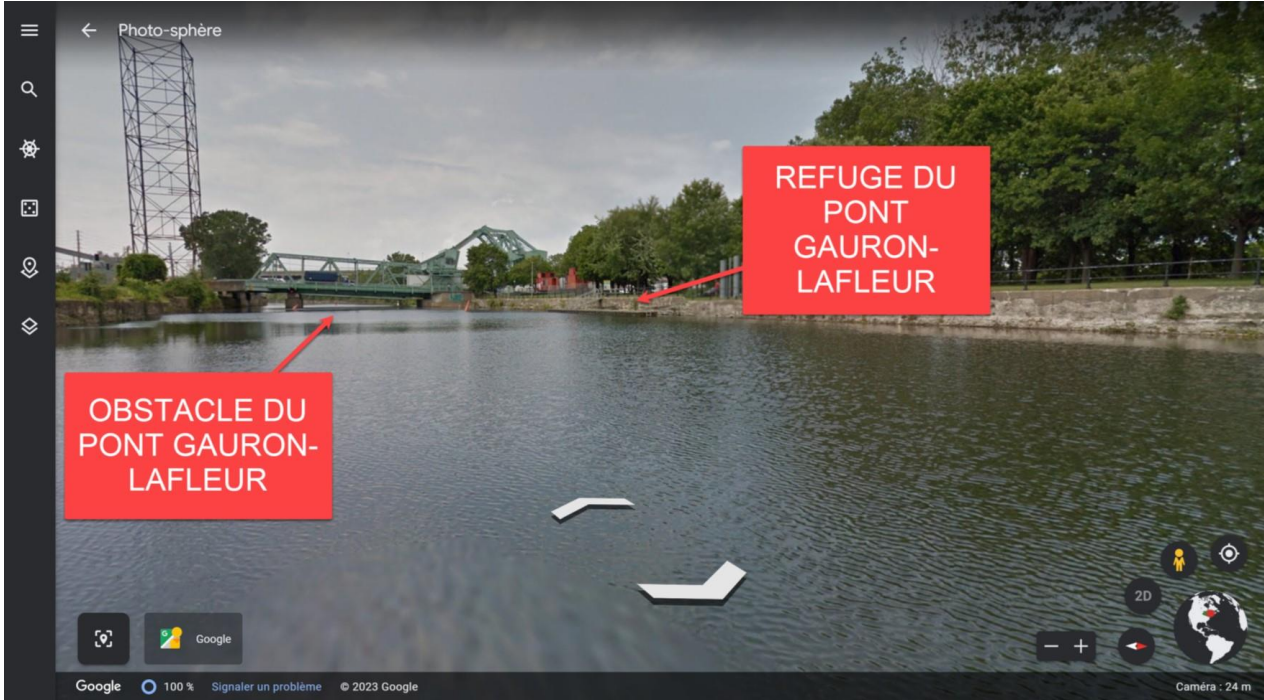 Photo-sphère
REFUGE DU
PONT
GAURON-
LAFLEUR
OBSTACLE DU
PONT GAURON-
LAFLEUR
2D
Google
Google
100 %
Signaler un problème
© 2023 Google
Caméra : 24 m